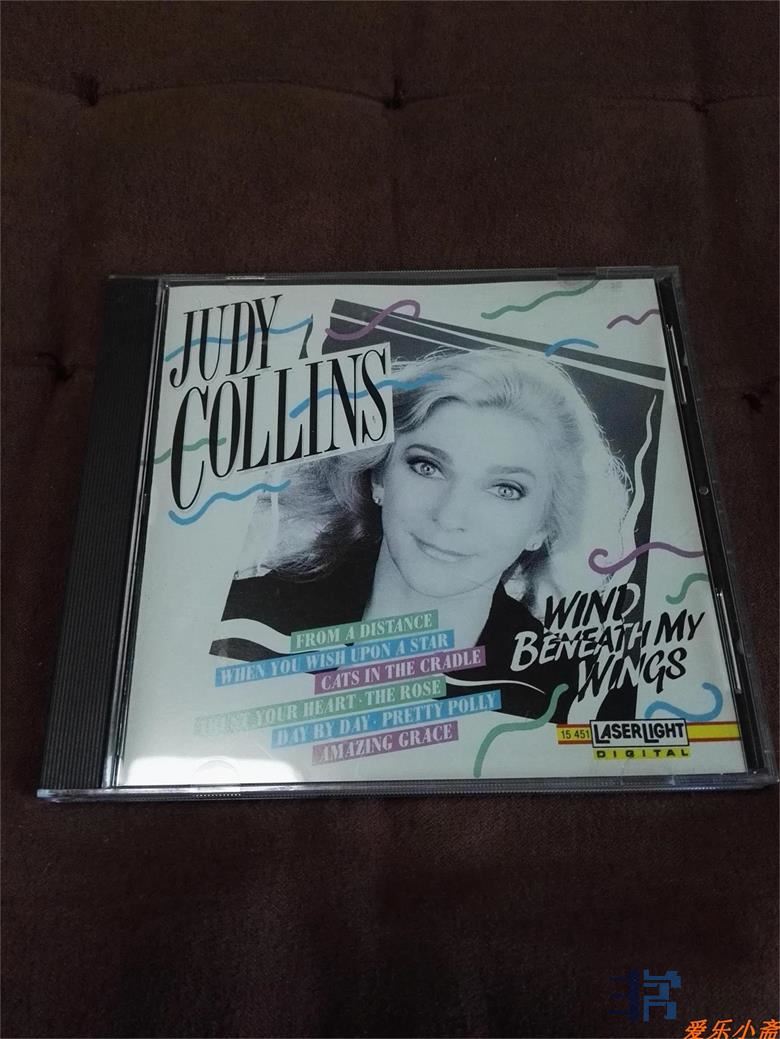 JUDY
COLLINS
WIND
BENEATH MY
WINGS
FROM A DISTANCE
WHEN YOU WISH UPON A STAR
CATS IN THE CRADLE
YOUR HEART · THE ROSE
DAY BY DAY · PRETTY POLLY
AMAZING GRACE
15 451
LASERLIGHT
DIGITAL
爱乐小斋